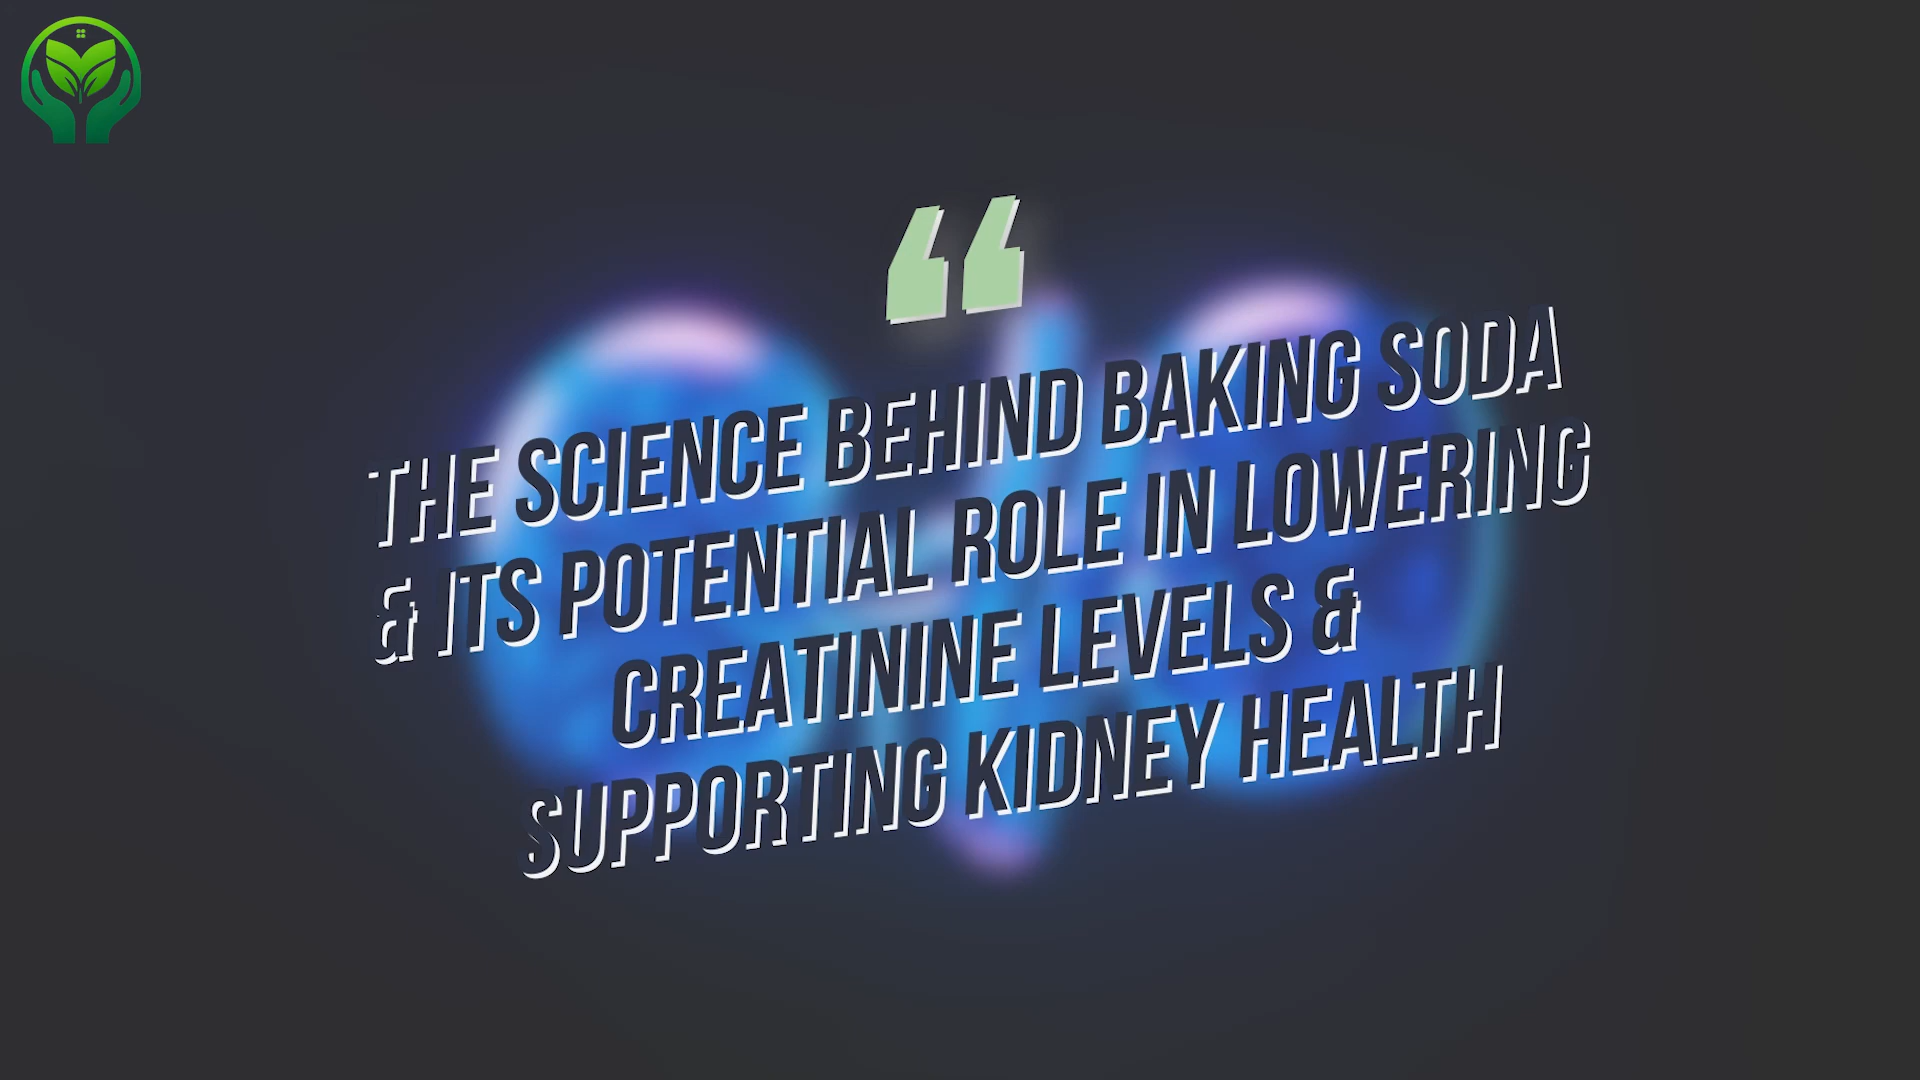 “
THE SCIENCE BEHIND BAKING SODA
& ITS POTENTIAL ROLE IN LOWERING
CREATININE LEVELS &
SUPPORTING KIDNEY HEALTH